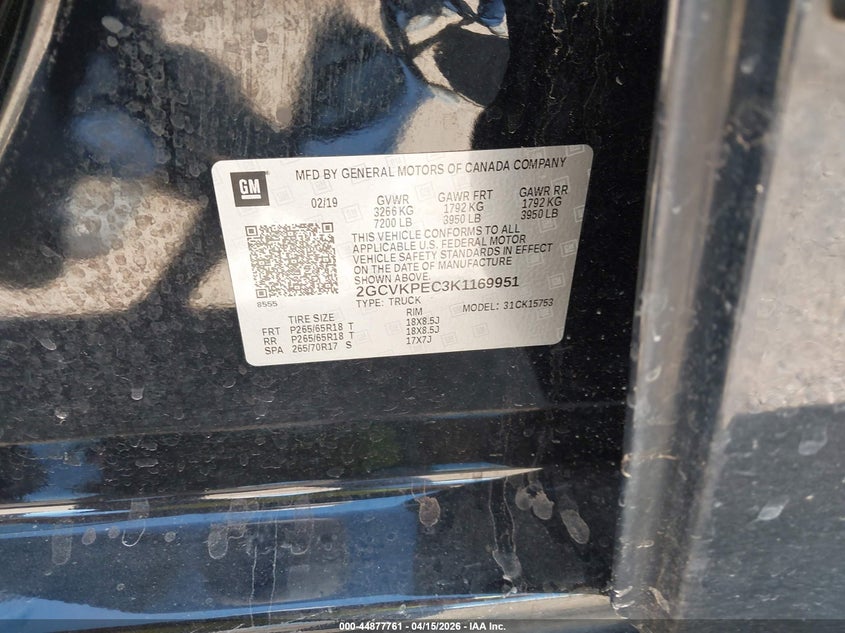 MFD BY GENERAL MOTORS OF CANADA COMPANY
GM
02/19 GVWR GAWR FRT GAWR RR
3266 KG 1792 KG 1792 KG
7200 LB 3950 LB 3950 LB
THIS VEHICLE CONFORMS TO ALL
APPLICABLE U.S. FEDERAL MOTOR
VEHICLE SAFETY STANDARDS IN EFFECT
ON THE DATE OF MANUFACTURE
SHOWN ABOVE.
8555 2GCVKPEC3K1169951
TYPE: TRUCK MODEL: 31CK15753
TIRE SIZE RIM
FRT P265/65R18 T 18X8.5J
RR P265/65R18 T 18X8.5J
SPA 265/70R17 S 17X7J
000-44877761 - 04/15/2026 - IAA Inc.